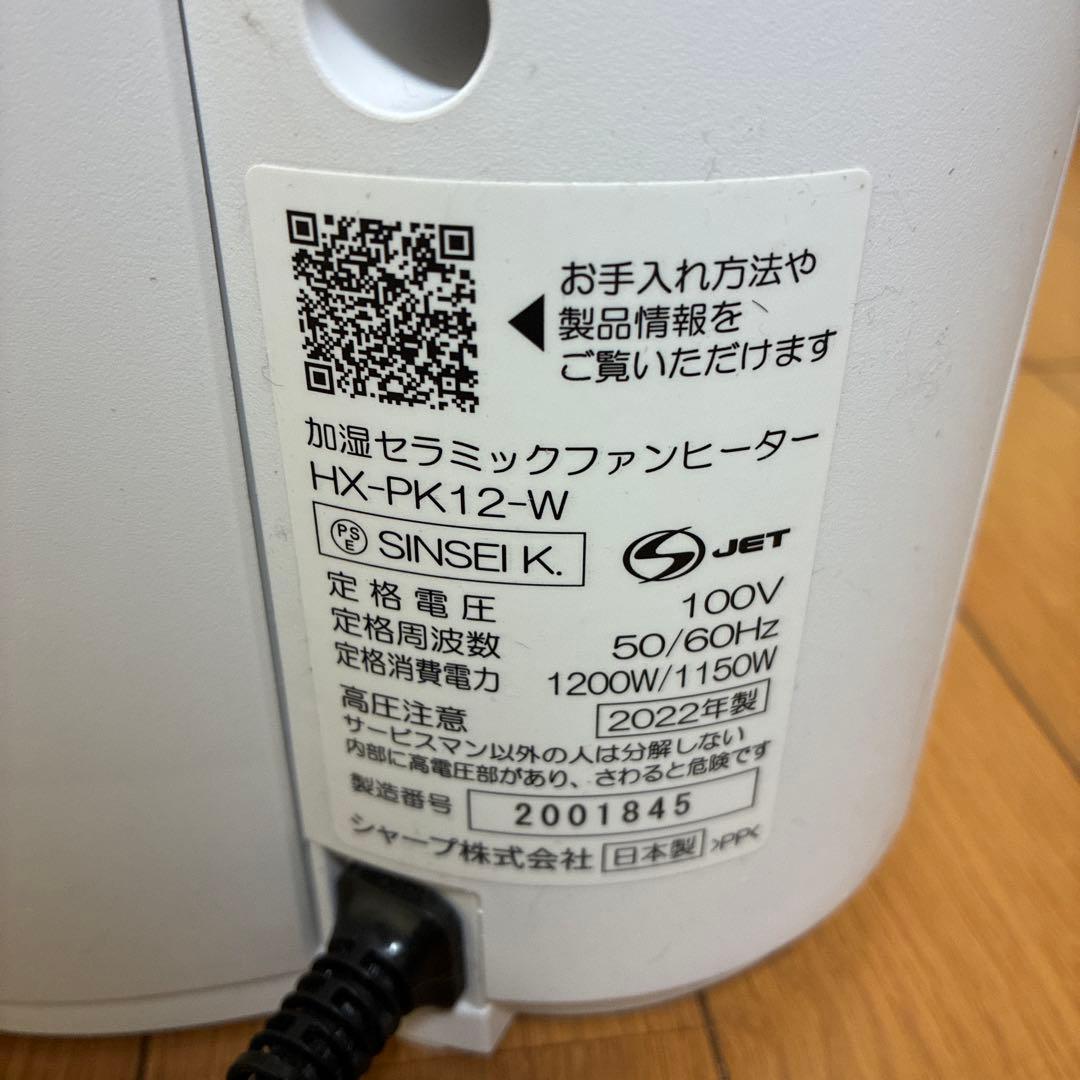 お手入れ方法や
製品情報を
ご覧いただけます
加湿セラミックファンヒーター
HX-PK12-W
PSE SINSEI K.
JET
定格電圧 100V
定格周波数 50/60Hz
定格消費電力 1200W/1150W
高圧注意 2022年製
サービスマン以外の人は分解しない
内部に高電圧部があり、さわると危険です
製造番号 2001845
シャープ株式会社 日本製 >PP<